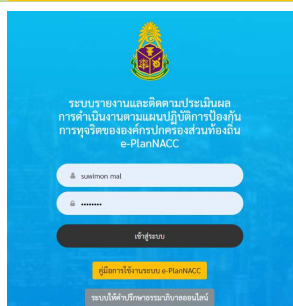 ระบบรายงานและติดตามประเมินผล
การดำเนินงานตามแผนปฏิบัติการป้องกัน
การทุจริตขององค์กรปกครองส่วนท้องถิ่น
e-PlanNACC
suwimon mal
••••••••
เข้าสู่ระบบ
คู่มือการใช้งานระบบ e-PlanNACC
ระบบให้คำปรึกษาธรรมาภิบาลออนไลน์